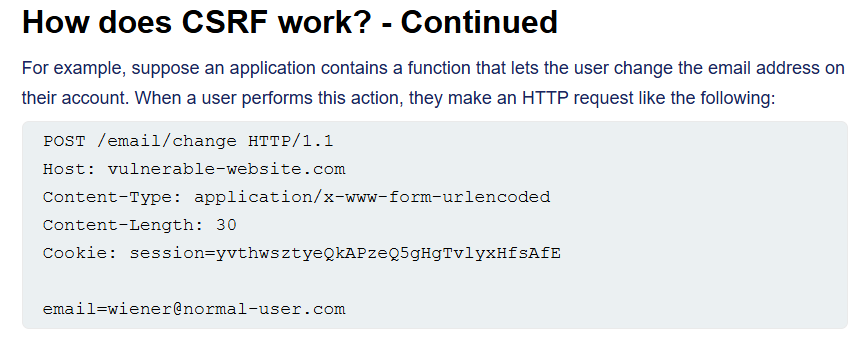 How does CSRF work? - Continued
For example, suppose an application contains a function that lets the user change the email address on
their account. When a user performs this action, they make an HTTP request like the following:
POST /email/change HTTP/1.1
Host: vulnerable-website.com
Content-Type: application/x-www-form-urlencoded
Content-Length: 30
Cookie: session=yvthwsztyeQkAPzeQ5gHgTvlyxHfsAfE
email=wiener@normal-user.com